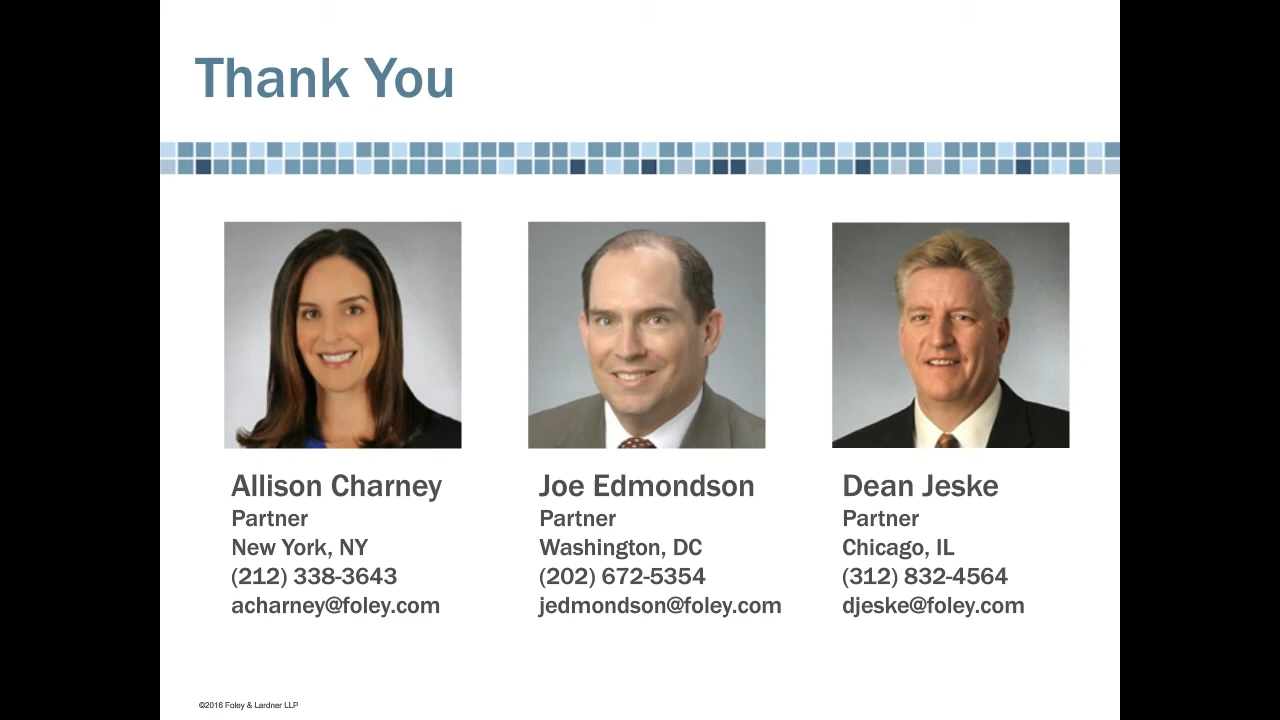 Thank You
Allison Charney
Partner
New York, NY
(212) 338-3643
acharney@foley.com
Joe Edmondson
Partner
Washington, DC
(202) 672-5354
jedmondson@foley.com
Dean Jeske
Partner
Chicago, IL
(312) 832-4564
djeske@foley.com
©2016 Foley & Lardner LLP